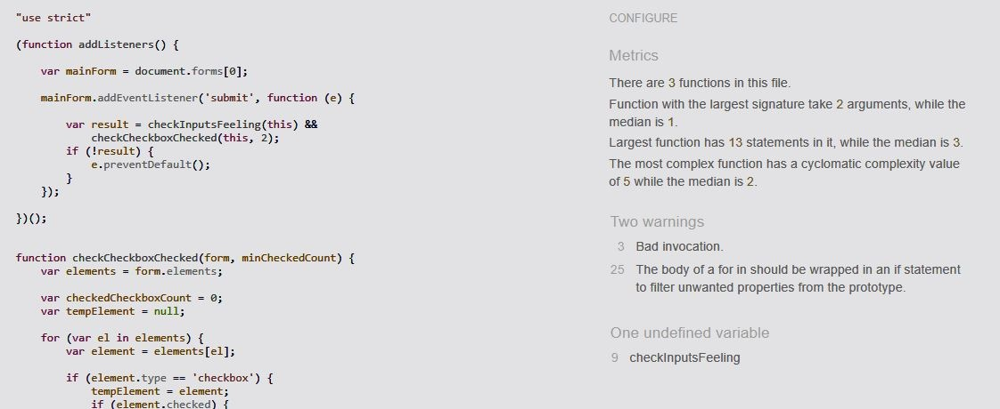 "use strict"
(function addListeners() {
var mainForm = document.forms[0];
mainForm.addEventListener('submit', function (e) {
var result = checkInputsFeeling(this) &&
checkCheckboxChecked(this, 2);
if (!result) {
e.preventDefault();
}
});
})();
function checkCheckboxChecked(form, minCheckedCount) {
var elements = form.elements;
var checkedCheckboxCount = 0;
var tempElement = null;
for (var el in elements) {
var element = elements[el];
if (element.type == 'checkbox') {
tempElement = element;
if (element.checked) {
CONFIGURE
Metrics
There are 3 functions in this file.
Function with the largest signature take 2 arguments, while the
median is 1.
Largest function has 13 statements in it, while the median is 3.
The most complex function has a cyclomatic complexity value
of 5 while the median is 2.
Two warnings
3 Bad invocation.
25 The body of a for in should be wrapped in an if statement
to filter unwanted properties from the prototype.
One undefined variable
9 checkInputsFeeling